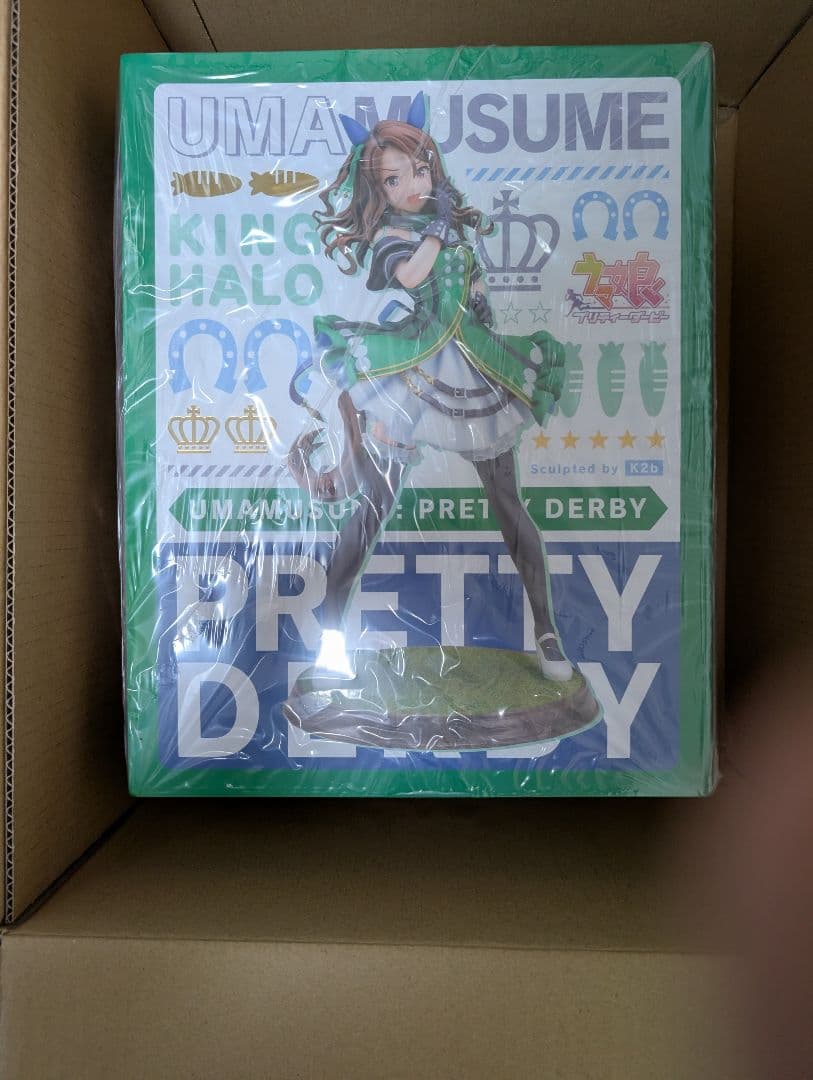 UMAMUSUME
KING
HALO
ウマ娘
プリティーダービー
Sculpted by K2b
UMAMUSUME: PRETTY DERBY
PRETTY
DERBY